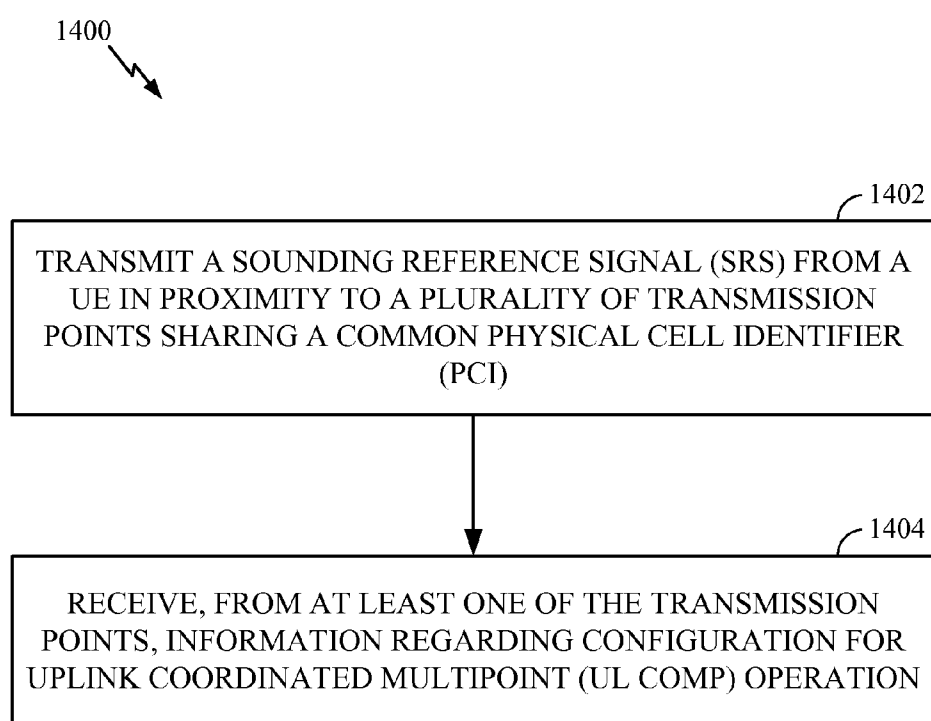 1400
1402
TRANSMIT A SOUNDING REFERENCE SIGNAL (SRS) FROM A
UE IN PROXIMITY TO A PLURALITY OF TRANSMISSION
POINTS SHARING A COMMON PHYSICAL CELL IDENTIFIER
(PCI)
1404
RECEIVE, FROM AT LEAST ONE OF THE TRANSMISSION
POINTS, INFORMATION REGARDING CONFIGURATION FOR
UPLINK COORDINATED MULTIPOINT (UL COMP) OPERATION